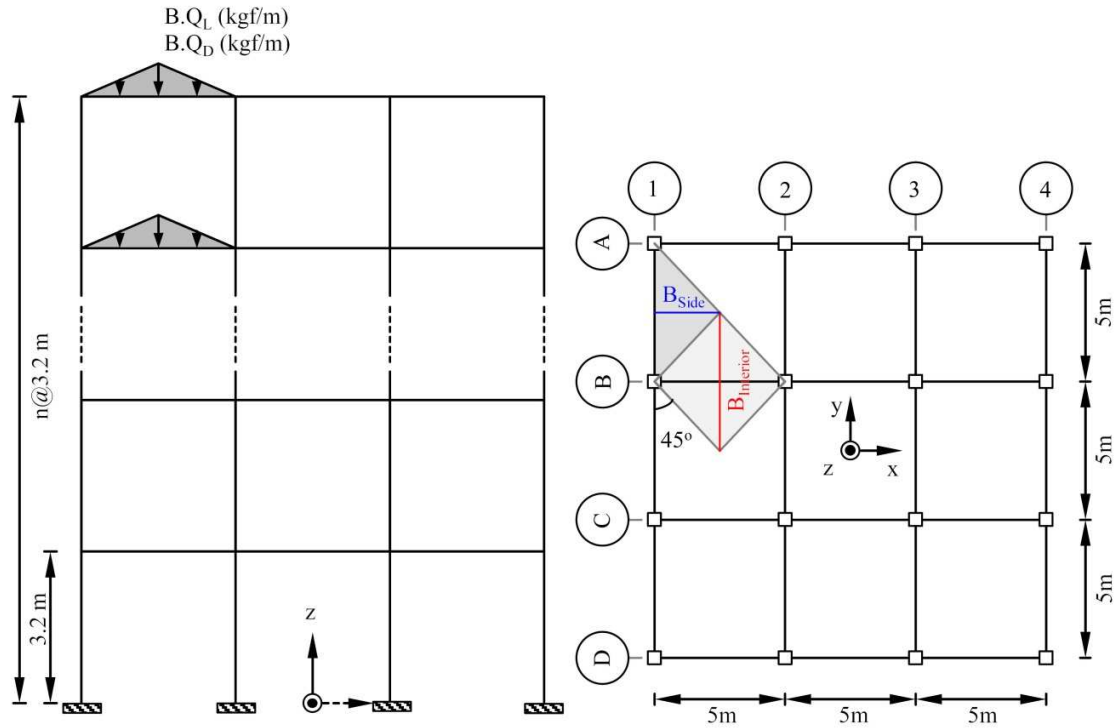 B.Q_L (kgf/m)
B.Q_D (kgf/m)
n@3.2 m
3.2 m
z
1 2 3 4
A
B_Side
B
B_Interior
45º
y
z x
C
D
5m
5m
5m
5m 5m 5m